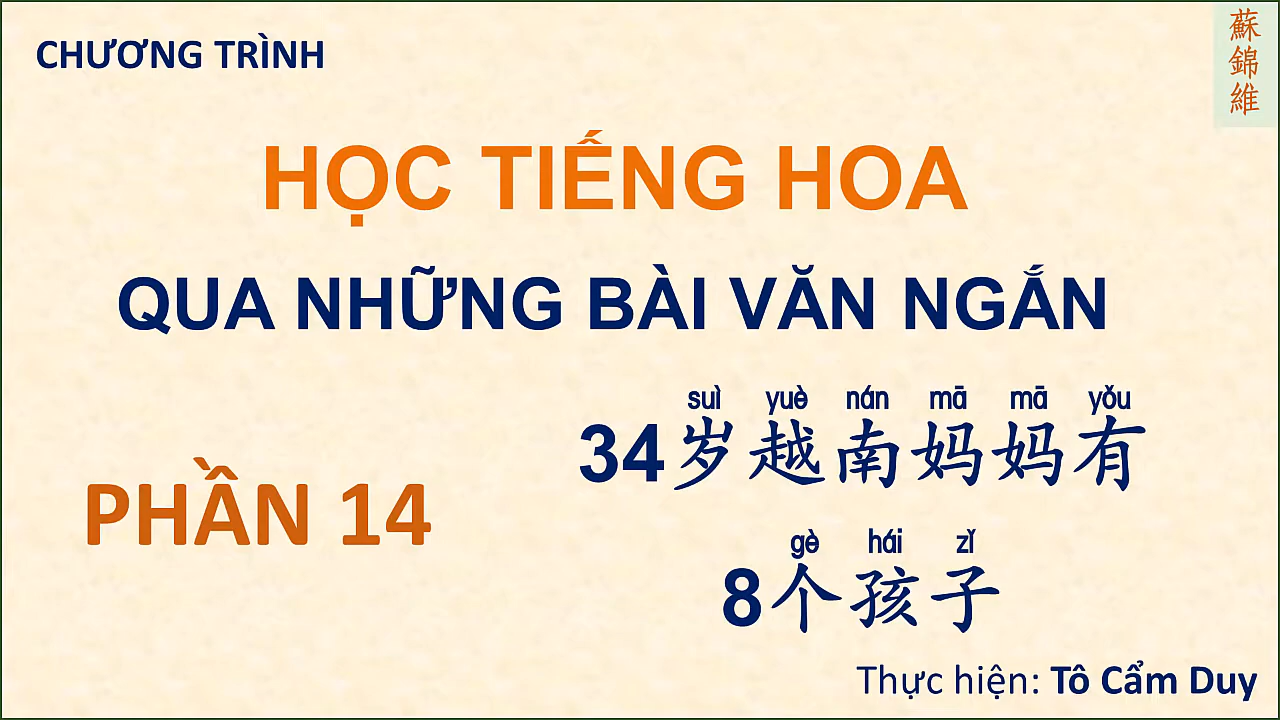 CHƯƠNG TRÌNH
蘇錦維
HỌC TIẾNG HOA
QUA NHỮNG BÀI VĂN NGẮN
PHẦN 14
suì yuè nán mā mā yǒu
34岁越南妈妈有
gè hái zǐ
8个孩子
Thực hiện: Tô Cẩm Duy